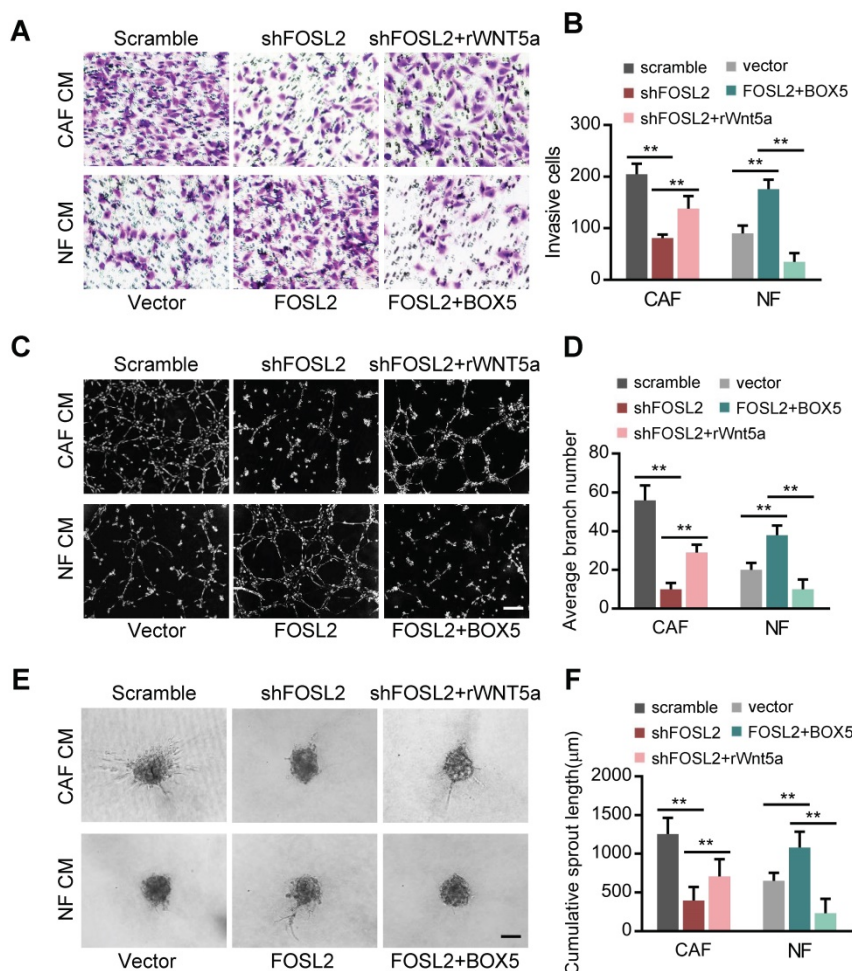 A
Scramble shFOSL2 shFOSL2+rWNT5a
CAF CM
NF CM
Vector FOSL2 FOSL2+BOX5
B
scramble vector
shFOSL2 FOSL2+BOX5
shFOSL2+rWnt5a
Invasive cells
300
200
100
0
** ** ** **
CAF NF
C
Scramble shFOSL2 shFOSL2+rWNT5a
CAF CM
NF CM
Vector FOSL2 FOSL2+BOX5
D
scramble vector
shFOSL2 FOSL2+BOX5
shFOSL2+rWnt5a
Average branch number
80
60
40
20
0
** ** ** **
CAF NF
E
Scramble shFOSL2 shFOSL2+rWNT5a
CAF CM
NF CM
Vector FOSL2 FOSL2+BOX5
F
scramble vector
shFOSL2 FOSL2+BOX5
shFOSL2+rWnt5a
Cumulative sprout length(μm)
2000
1500
1000
500
0
** ** ** **
CAF NF